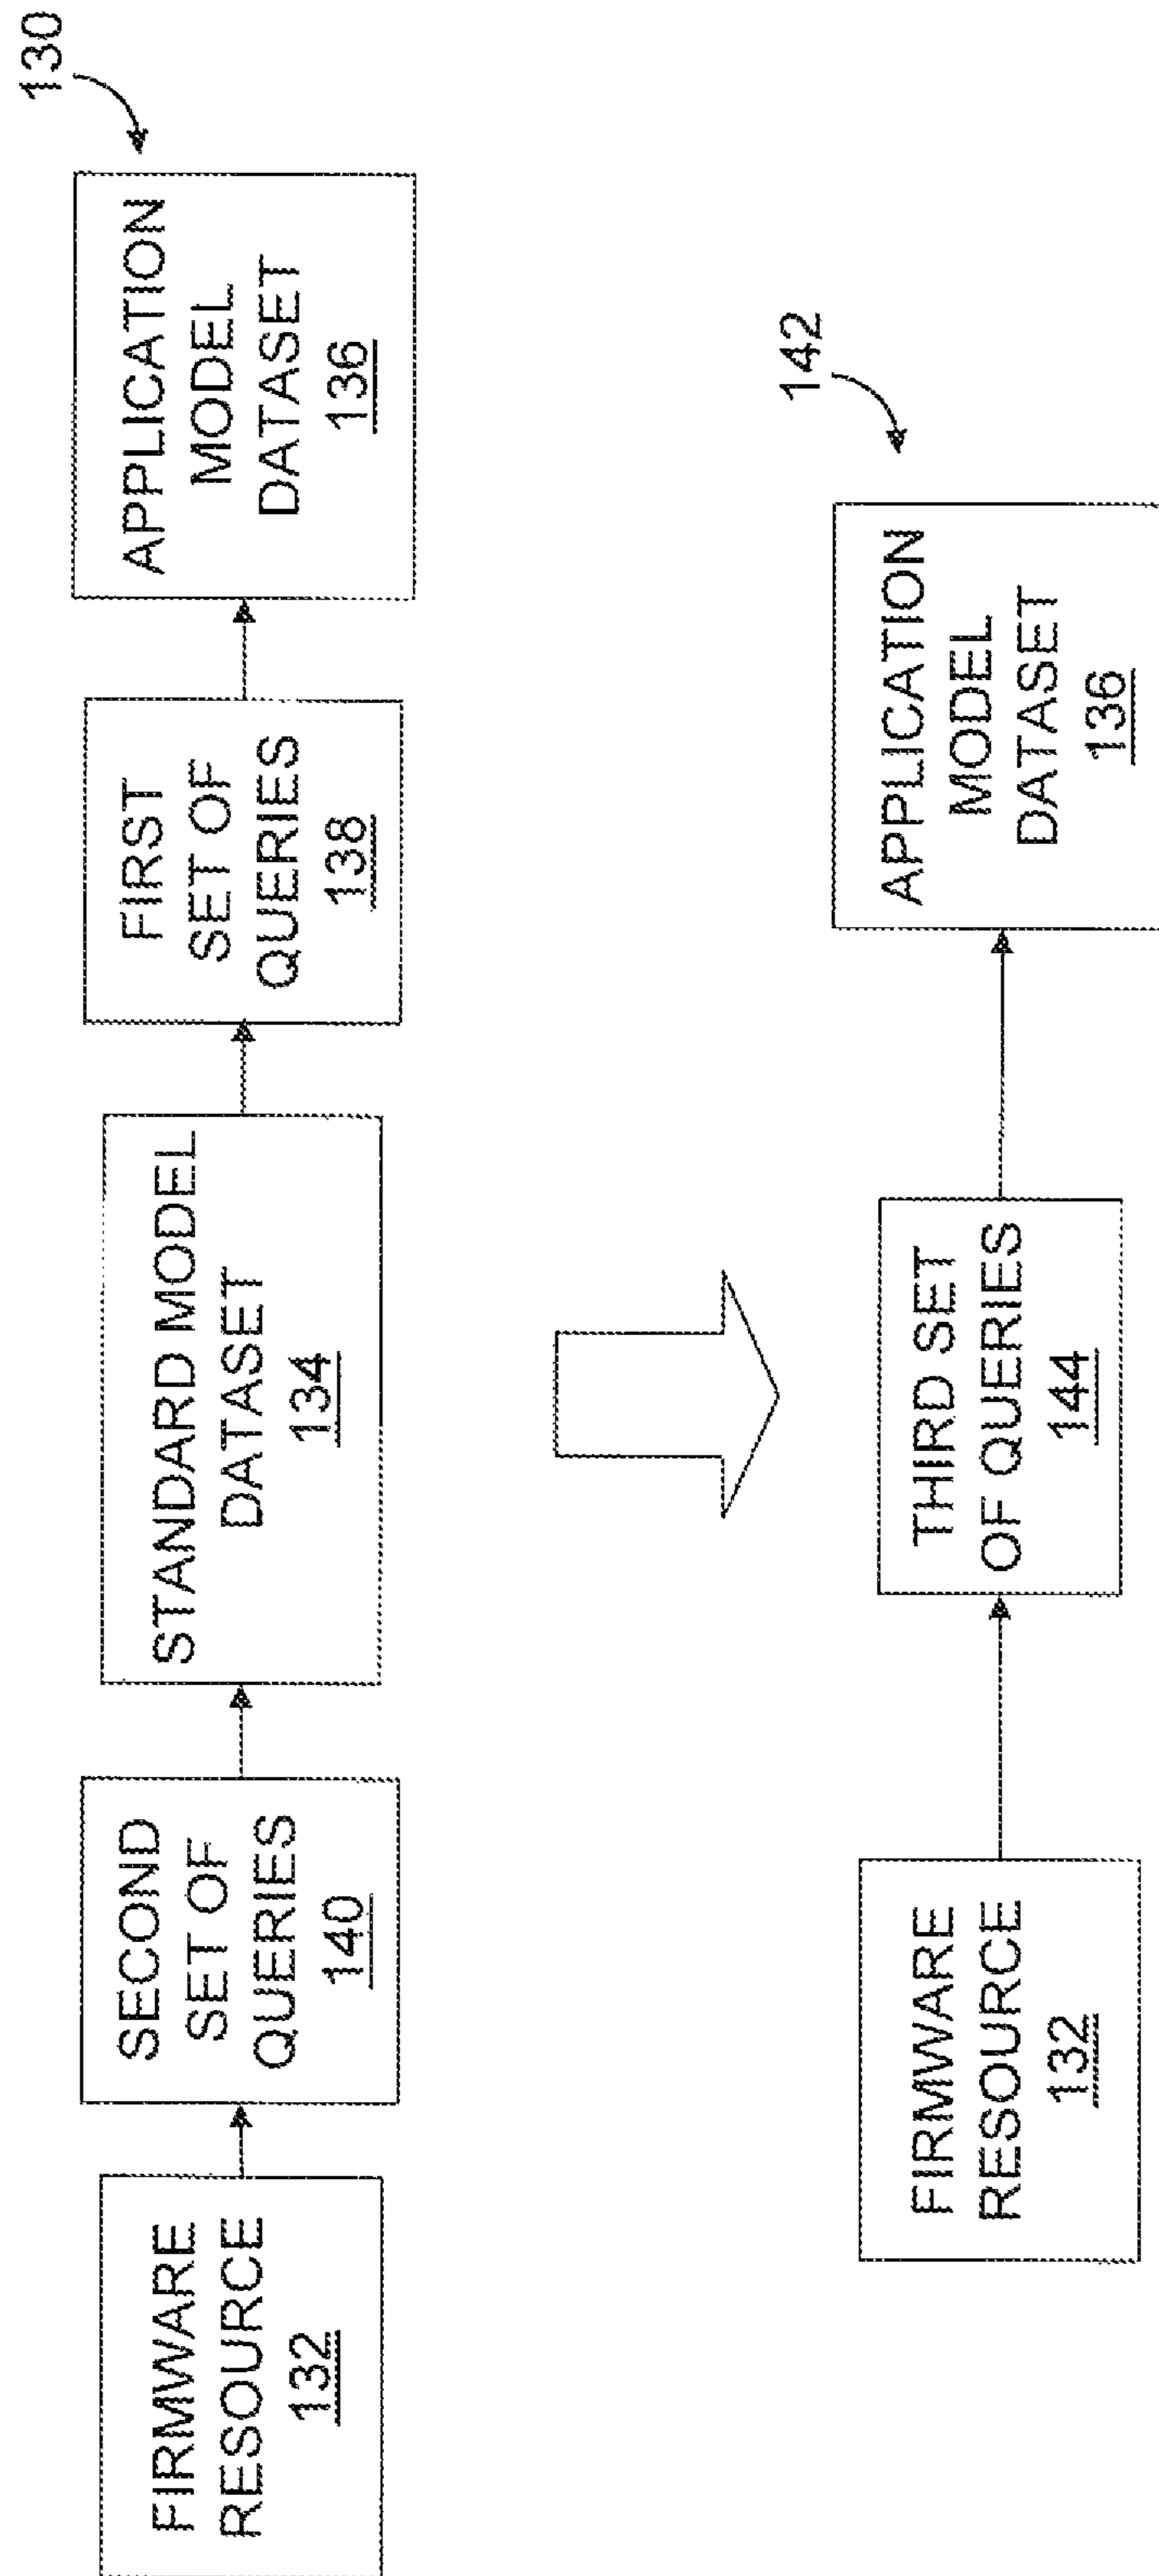 130
FIRMWARE
RESOURCE
132
SECOND
SET OF
QUERIES
140
STANDARD MODEL
DATASET
134
FIRST
SET OF
QUERIES
138
APPLICATION
MODEL
DATASET
136
142
FIRMWARE
RESOURCE
132
THIRD SET
OF QUERIES
144
APPLICATION
MODEL
DATASET
136